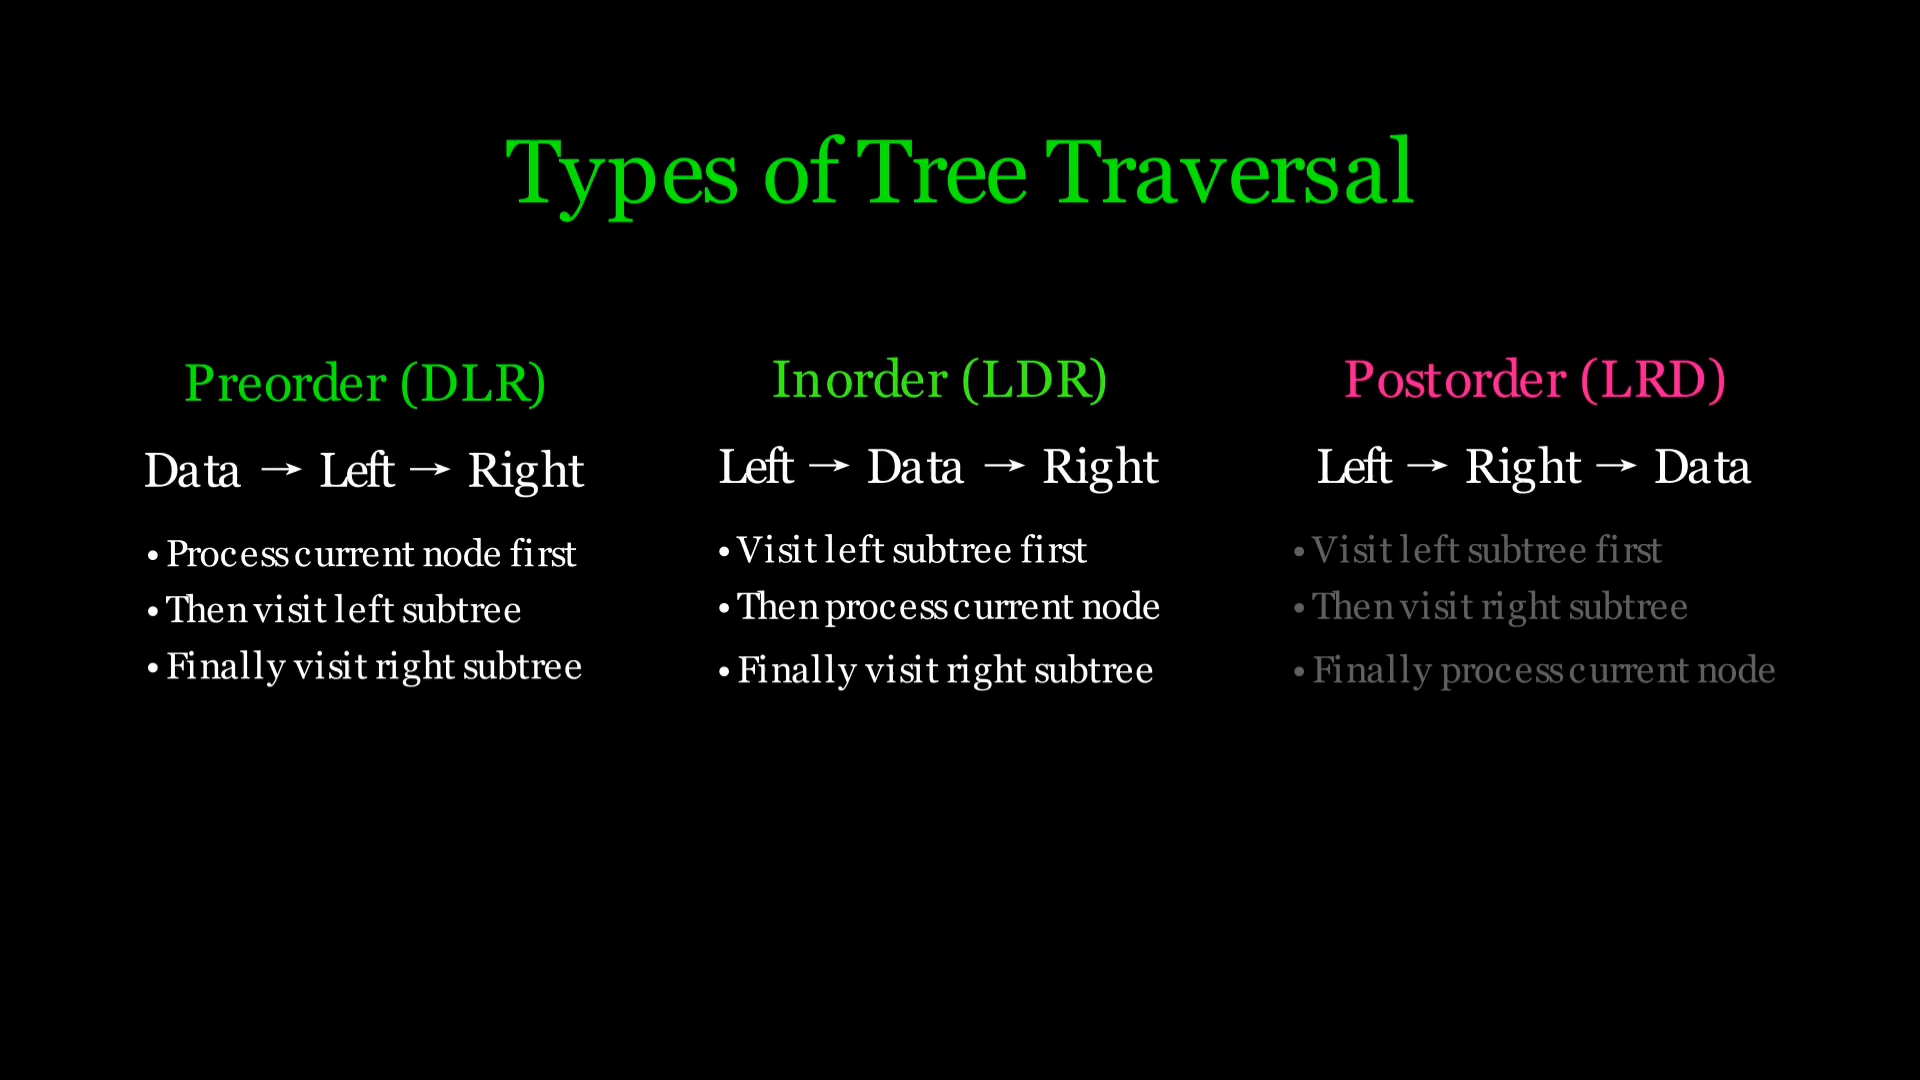 Types of Tree Traversal
Preorder (DLR)
Data → Left → Right
• Process current node first
• Then visit left subtree
• Finally visit right subtree
Inorder (LDR)
Left → Data → Right
• Visit left subtree first
• Then process current node
• Finally visit right subtree
Postorder (LRD)
Left → Right → Data
• Visit left subtree first
• Then visit right subtree
• Finally process current node